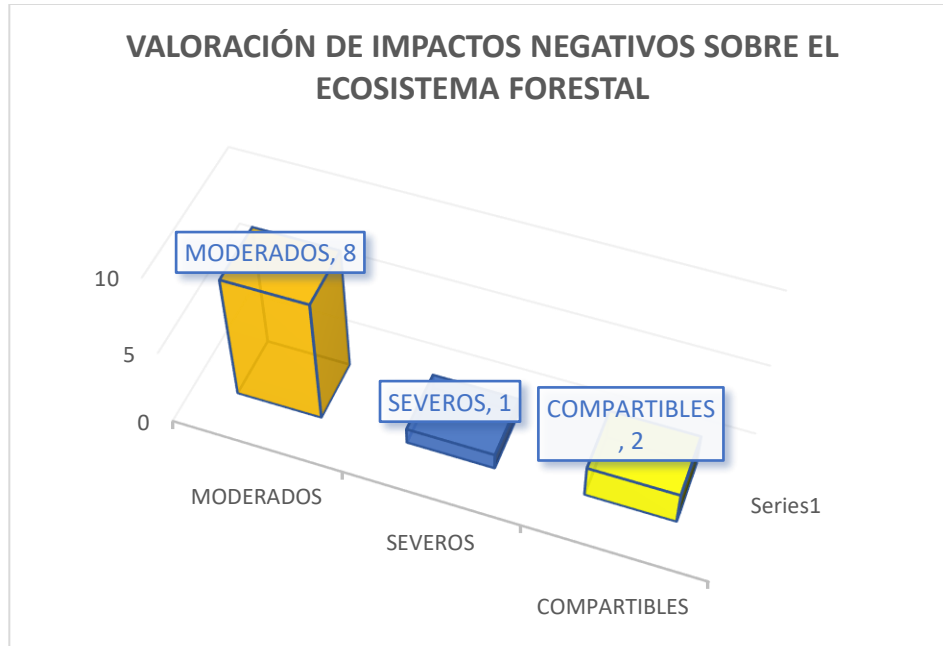 VALORACIÓN DE IMPACTOS NEGATIVOS SOBRE EL
ECOSISTEMA FORESTAL
MODERADOS, 8
10
5
SEVEROS, 1
COMPARTIBLES
, 2
0
MODERADOS
Series1
SEVEROS
COMPARTIBLES